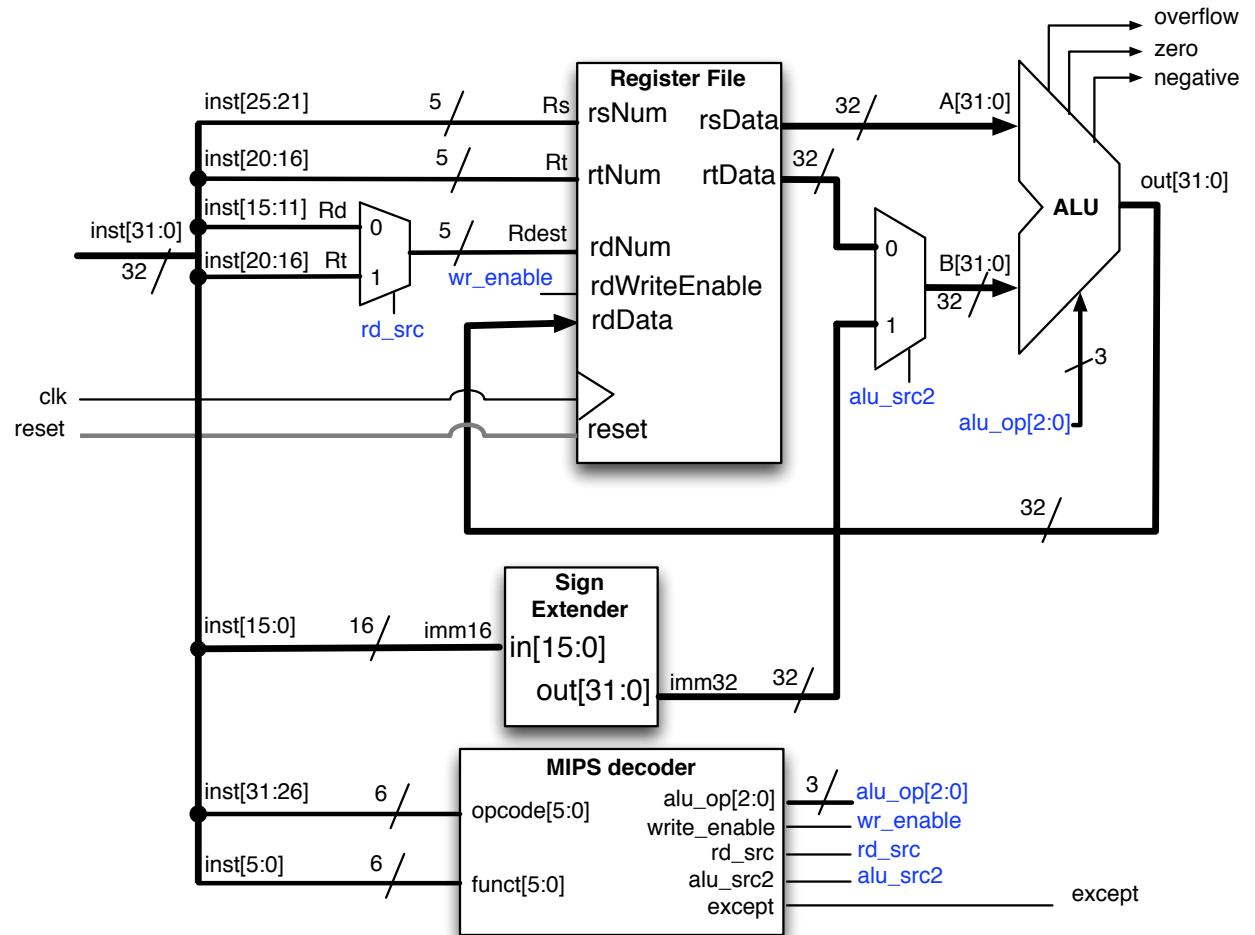 overflow
zero
negative
Register File
inst[25:21] 5 Rs rsNum rsData 32 A[31:0]
inst[20:16] 5 Rt rtNum rtData 32 out[31:0]
inst[15:11] Rd 0 5 Rdest rdNum 0 ALU
inst[31:0] 32
inst[20:16] Rt 1 wr_enable rdWriteEnable B[31:0] 32
rd_src rdData 1
3
clk alu_src2
reset reset alu_op[2:0]
32
Sign
Extender
inst[15:0] 16 imm16 in[15:0]
out[31:0] imm32 32
MIPS decoder
inst[31:26] 6 opcode[5:0] alu_op[2:0] 3 alu_op[2:0]
write_enable wr_enable
rd_src rd_src
inst[5:0] 6 funct[5:0] alu_src2 alu_src2
except except